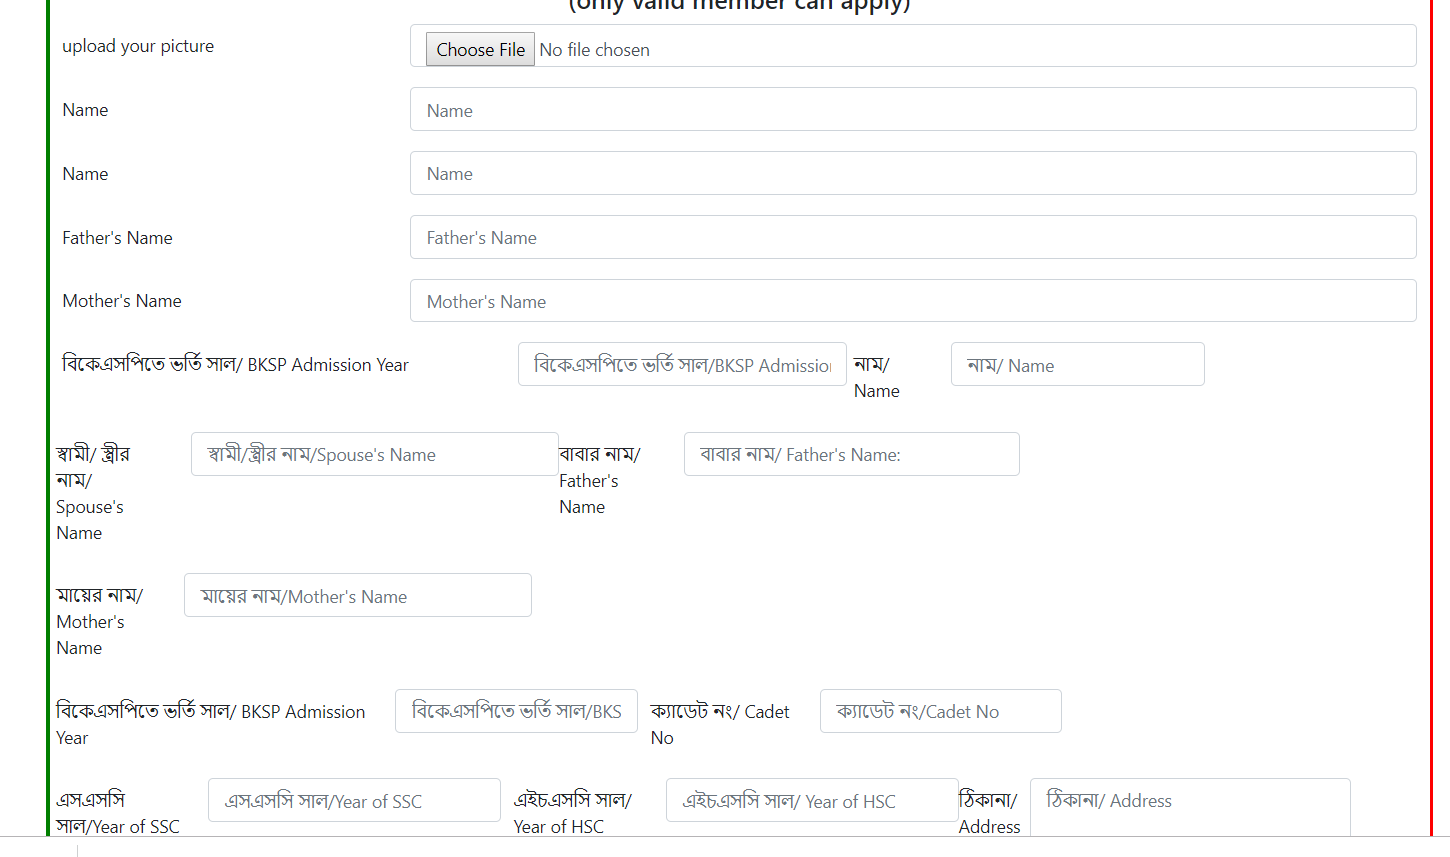 (only valid member can apply)
upload your picture Choose File No file chosen
Name Name
Name Name
Father's Name Father's Name
Mother's Name Mother's Name
বিকেএসপিতে ভর্তি সাল/ BKSP Admission Year বিকেএসপিতে ভর্তি সাল/BKSP Admission নাম/ নাম/ Name
Name
স্বামী/ স্ত্রীর স্বামী/স্ত্রীর নাম/Spouse's Name বাবার নাম/ বাবার নাম/ Father's Name:
নাম/ Father's
Spouse's Name
Name
মায়ের নাম/ মায়ের নাম/Mother's Name
Mother's
Name
বিকেএসপিতে ভর্তি সাল/ BKSP Admission বিকেএসপিতে ভর্তি সাল/BKS ক্যাডেট নং/ Cadet ক্যাডেট নং/Cadet No
Year No
এসএসসি এসএসসি সাল/Year of SSC এইচএসসি সাল/ এইচএসসি সাল/ Year of HSC ঠিকানা/ ঠিকানা/ Address
সাল/Year of SSC Year of HSC Address